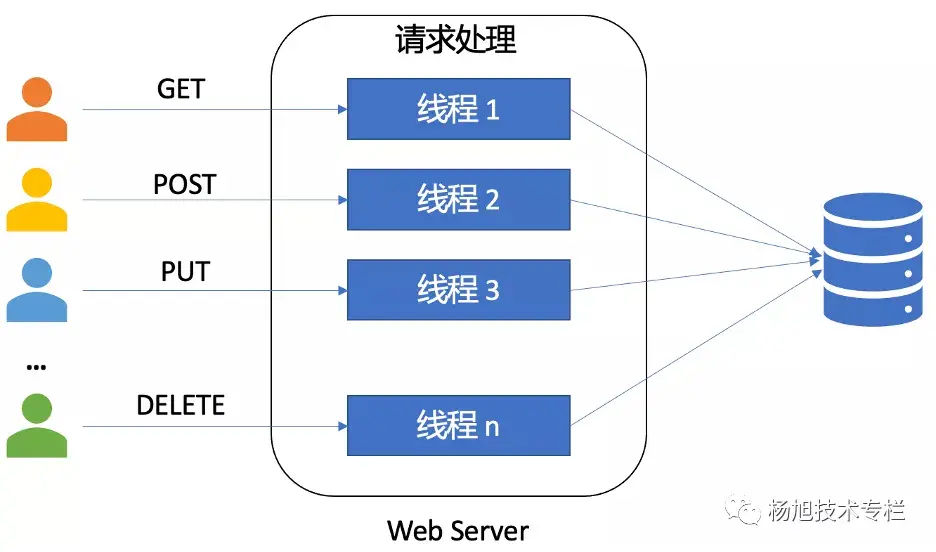 请求处理
GET
线程 1
POST
线程 2
PUT
线程 3
...
DELETE
线程 n
Web Server
杨旭技术专栏